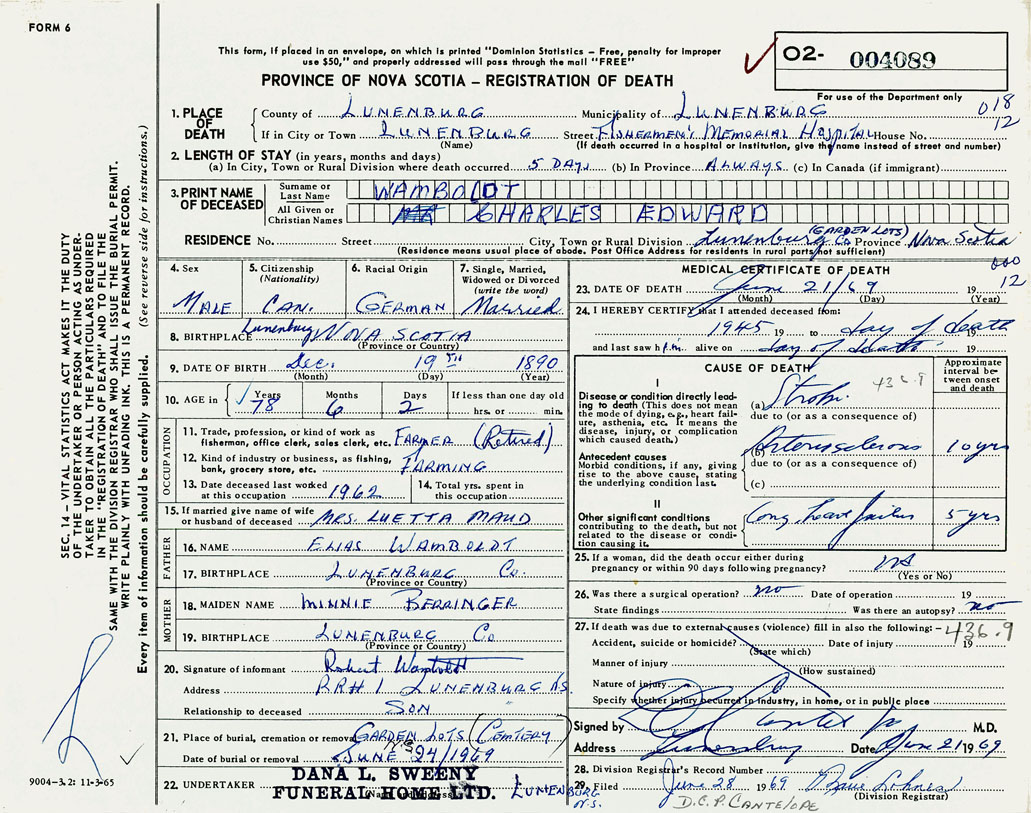 FORM 6
This form, if placed in an envelope, on which is printed "Dominion Statistics – Free, penalty for improper
use $50," and properly addressed will pass through the mail "FREE"
PROVINCE OF NOVA SCOTIA – REGISTRATION OF DEATH
02- 004089
For use of the Department only
018
12
1. PLACE OF DEATH
County of LUNENBURG Municipality of LUNENBURG
If in City or Town LUNENBURG Street FISHERMEN'S MEMORIAL HOSPITAL House No.
(Name) (If death occurred in a hospital or institution, give the name instead of street and number)
2. LENGTH OF STAY (in years, months and days)
(a) In City, Town or Rural Division where death occurred 5 DAYS (b) In Province ALWAYS (c) In Canada (if immigrant)
3. PRINT NAME OF DECEASED
Surname or Last Name WAMBOLDT
All Given or Christian Names CHARLES EDWARD
(GARDEN LOTS)
RESIDENCE No. Street City, Town or Rural Division Lunenburg Co. Province Nova Scotia
(Residence means usual place of abode. Post Office Address for residents in rural parts not sufficient)
000
12
4. Sex
MALE
5. Citizenship (Nationality)
CAN.
6. Racial Origin
GERMAN
7. Single, Married, Widowed or Divorced (write the word)
Married
8. BIRTHPLACE Lunenburg NOVA SCOTIA
(Province or Country)
9. DATE OF BIRTH Dec. 19TH 1890
(Month) (Day) (Year)
10. AGE in Years Months Days If less than one day old
78 6 2 hrs. or min.
OCCUPATION
11. Trade, profession, or kind of work as
fisherman, office clerk, sales clerk, etc. FARMER (Retired)
12. Kind of industry or business, as fishing,
bank, grocery store, etc. FARMING
13. Date deceased last worked at this occupation 1962
14. Total yrs. spent in this occupation
15. If married give name of wife
or husband of deceased MRS. LUETTA MAUD
FATHER
16. NAME ELIAS WAMBOLDT
17. BIRTHPLACE LUNENBURG Co.
(Province or Country)
MOTHER
18. MAIDEN NAME MINNIE BERRINGER
19. BIRTHPLACE LUNENBURG Co
(Province or Country)
20. Signature of informant Robert Wamboldt
Address RR#1 LUNENBURG N.S.
Relationship to deceased SON
21. Place of burial, cremation or removal GARDEN LOTS (CEMTERY
Date of burial or removal JUNE 24/1969
22. UNDERTAKER DANA L. SWEENY
FUNERAL HOME LTD. LUNENBURG
N.S.
MEDICAL CERTIFICATE OF DEATH
23. DATE OF DEATH June 21/69 19
(Month) (Day) (Year)
24. I HEREBY CERTIFY that I attended deceased from:
1945 19 to day of death 19
and last saw him alive on day of death 19
CAUSE OF DEATH
Approximate interval between onset and death
I
Disease or condition directly leading to death (This does not mean the mode of dying, e.g., heart failure, asthenia, etc. It means the disease, injury, or complication which caused death.)
(a) Stroke 436.9
due to (or as a consequence of)
Antecedent causes
Morbid conditions, if any, giving rise to the above cause, stating the underlying condition last.
(b) Arteriosclerosis 10 yrs
due to (or as a consequence of)
(c)
II
Other significant conditions contributing to the death, but not related to the disease or condition causing it.
Cong. heart failure 5 yrs
25. If a woman, did the death occur either during
pregnancy or within 90 days following pregnancy?
(Yes or No)
26. Was there a surgical operation? no Date of operation 19
State findings Was there an autopsy? no
27. If death was due to external causes (violence) fill in also the following: – 436.9
Accident, suicide or homicide? Date of injury 19
(State which)
Manner of injury
(How sustained)
Nature of injury
Specify whether injury occurred in industry, in home, or in public place
Signed by M.D.
Address Lunenburg Date June 21 1969
28. Division Registrar's Record Number
29. Filed June 28 1969
(Division Registrar)
D.C.P. CANTELOPE
SEC. 14 – VITAL STATISTICS ACT MAKES IT THE DUTY
OF THE UNDERTAKER OR PERSON ACTING AS UNDER-
TAKER TO OBTAIN ALL THE PARTICULARS REQUIRED
IN THE "REGISTRATION OF DEATH" AND TO FILE THE
SAME WITH THE DIVISION REGISTRAR WHO SHALL ISSUE THE BURIAL PERMIT.
WRITE PLAINLY WITH UNFADING INK. THIS IS A PERMANENT RECORD.
Every item of information should be carefully supplied. (See reverse side for instructions.)
9004-3.2: 11-3-65